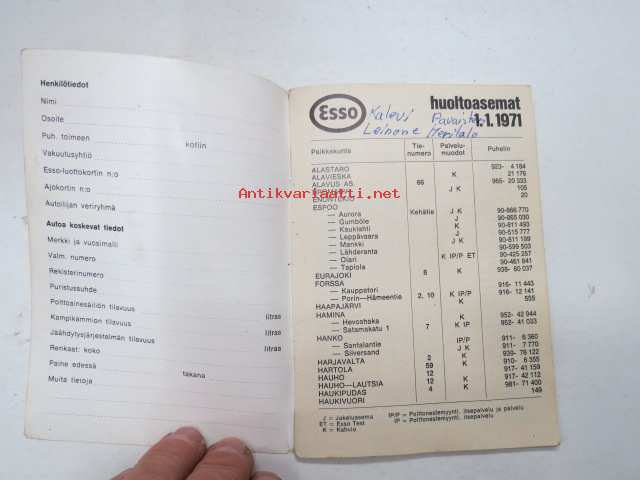 Henkilötiedot
Nimi
Osoite
Puh. toimeen kotiin
Vakuutusyhtiö
Esso-luottokortin n:o
Ajokortin n:o
Autoilijan veriryhmä
Autoa koskevat tiedot
Merkki ja vuosimalli
Valm. numero
Rekisterinumero
Puristussuhde
Polttoainesäiliön tilavuus litraa
Kampikammion tilavuus litraa
Jäähdytysjärjestelmän tilavuus litraa
Renkaat: koko
Paine edessä takana
Muita tietoja
Esso
huoltoasemat
1.1.1971
Kalevi
Leinone
Paikkakunta Tienumero Palvelumuodot Puhelin
ALASTARO 923- 4 184
ALAVIESKA K 21 176
ALAVUS AS. 66 965- 20 333
J K 105
20
ESPOO
— Aurora Kehätie J K 90-866 770
— Gumböle J 90-865 030
— Kauklahti K 90-811 493
— Leppävaara J 90-515 777
— Mankki J K 90-811 199
— Lähderanta 90-599 503
— Olari K IP/P ET 90-425 257
— Tapiola 90-461 841
EURAJOKI 8 K 938- 80 037
FORSSA
— Kauppatori 916- 11 443
— Porin—Hämeentie 2, 10 K IP/P 916- 12 141
HAAPAJÄRVI K 555
HAMINA
— Hevoshaka K 952- 42 944
— Satamakatu 1 7 K IP 952- 41 033
HANKO
— Santalantie IP/P 911- 6 360
— Silversand J K 911- 7 770
HARJAVALTA 2 K 939- 76 122
HARTOLA 59 K 910- 6 355
HAUHO 12 917- 41 159
HAUHO—LAUTSIA 12 K 917- 42 112
HAUKIPUDAS 4 K 981- 71 400
HAUKIVUORI 149
J = Jakeluasema IP/P = Polttonestemyynti, itsepalvelu ja palvelu
ET = Esso Test IP = Polttonestemyynti, itsepalvelu
K = Kahvio
Antikvariaatti.net